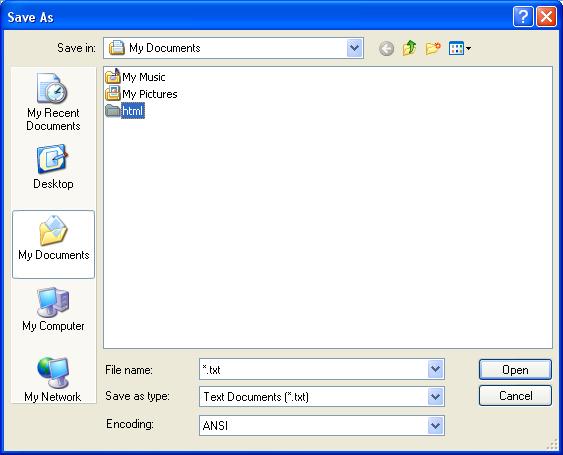 Save As
Save in: My Documents
My Recent
Documents
Desktop
My Documents
My Computer
My Network
My Music
My Pictures
html
File name: *.txt Open
Save as type: Text Documents (*.txt) Cancel
Encoding: ANSI